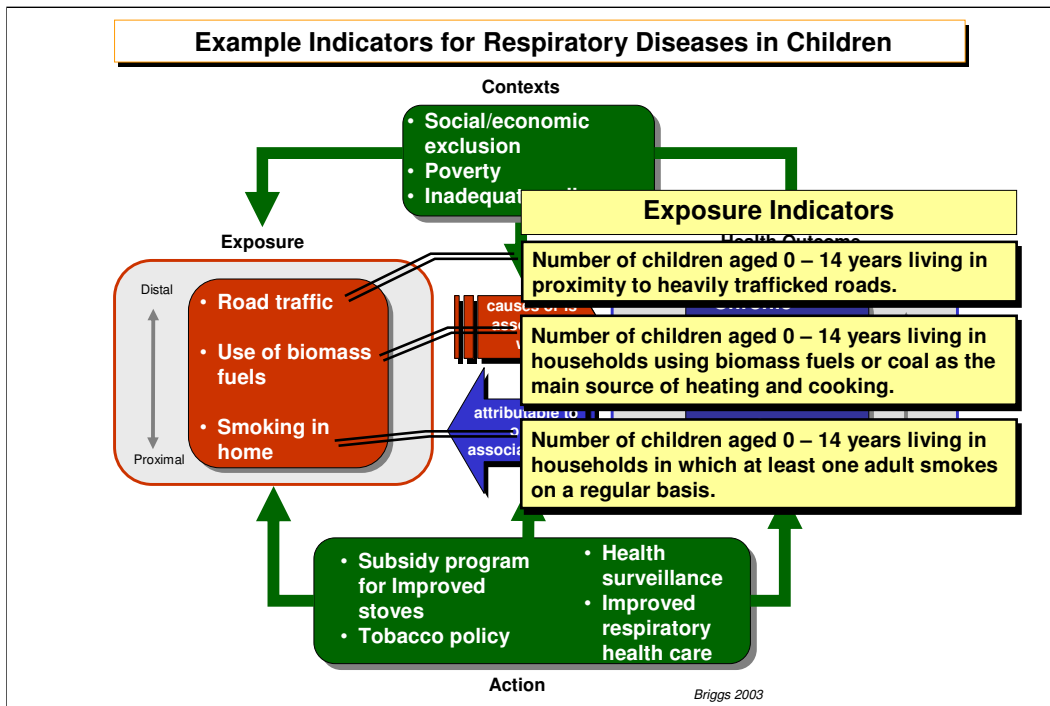 Example Indicators for Respiratory Diseases in Children
Contexts
• Social/economic
exclusion
• Poverty
• Inadequate
Exposure Indicators
Exposure
Health Outcome
Number of children aged 0 – 14 years living in
proximity to heavily trafficked roads.
Distal
• Road traffic
causes or is
Number of children aged 0 – 14 years living in
households using biomass fuels or coal as the
main source of heating and cooking.
• Use of biomass
fuels
attributable to
• Smoking in
home
Proximal
Number of children aged 0 – 14 years living in
households in which at least one adult smokes
on a regular basis.
• Subsidy program
for Improved
stoves
• Tobacco policy
• Health
surveillance
• Improved
respiratory
health care
Action
Briggs 2003